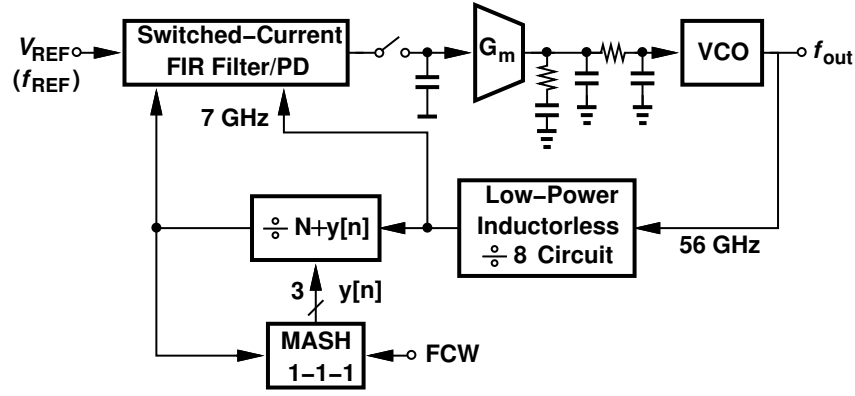 Switched–Current
FIR Filter/PD
V_REF
(f_REF)
G_m
VCO
f_out
7 GHz
÷ N+y[n]
Low–Power
Inductorless
÷ 8 Circuit
56 GHz
3 y[n]
MASH
1–1–1
FCW